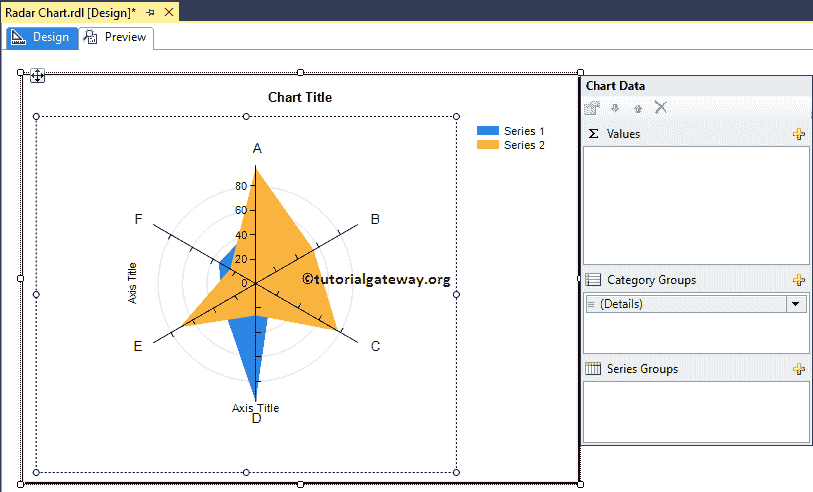 Radar Chart.rdl [Design]*
Design
Preview
Chart Title
Series 1
Series 2
A
B
C
D
E
F
80
60
40
20
0
Axis Title
Axis Title
©tutorialgateway.org
Chart Data
Σ Values
Category Groups
(Details)
Series Groups